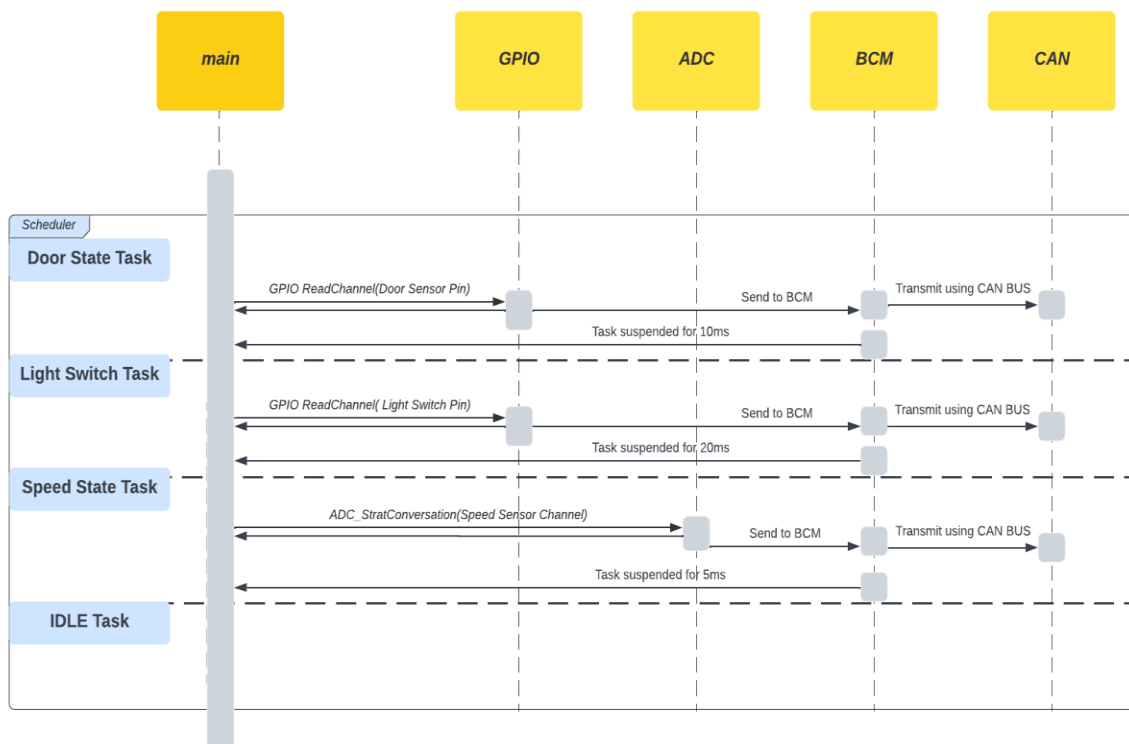 main
GPIO
ADC
BCM
CAN
Scheduler
Door State Task
GPIO ReadChannel(Door Sensor Pin)
Send to BCM
Transmit using CAN BUS
Task suspended for 10ms
Light Switch Task
GPIO ReadChannel( Light Switch Pin)
Send to BCM
Transmit using CAN BUS
Task suspended for 20ms
Speed State Task
ADC_StratConversation(Speed Sensor Channel)
Send to BCM
Transmit using CAN BUS
Task suspended for 5ms
IDLE Task